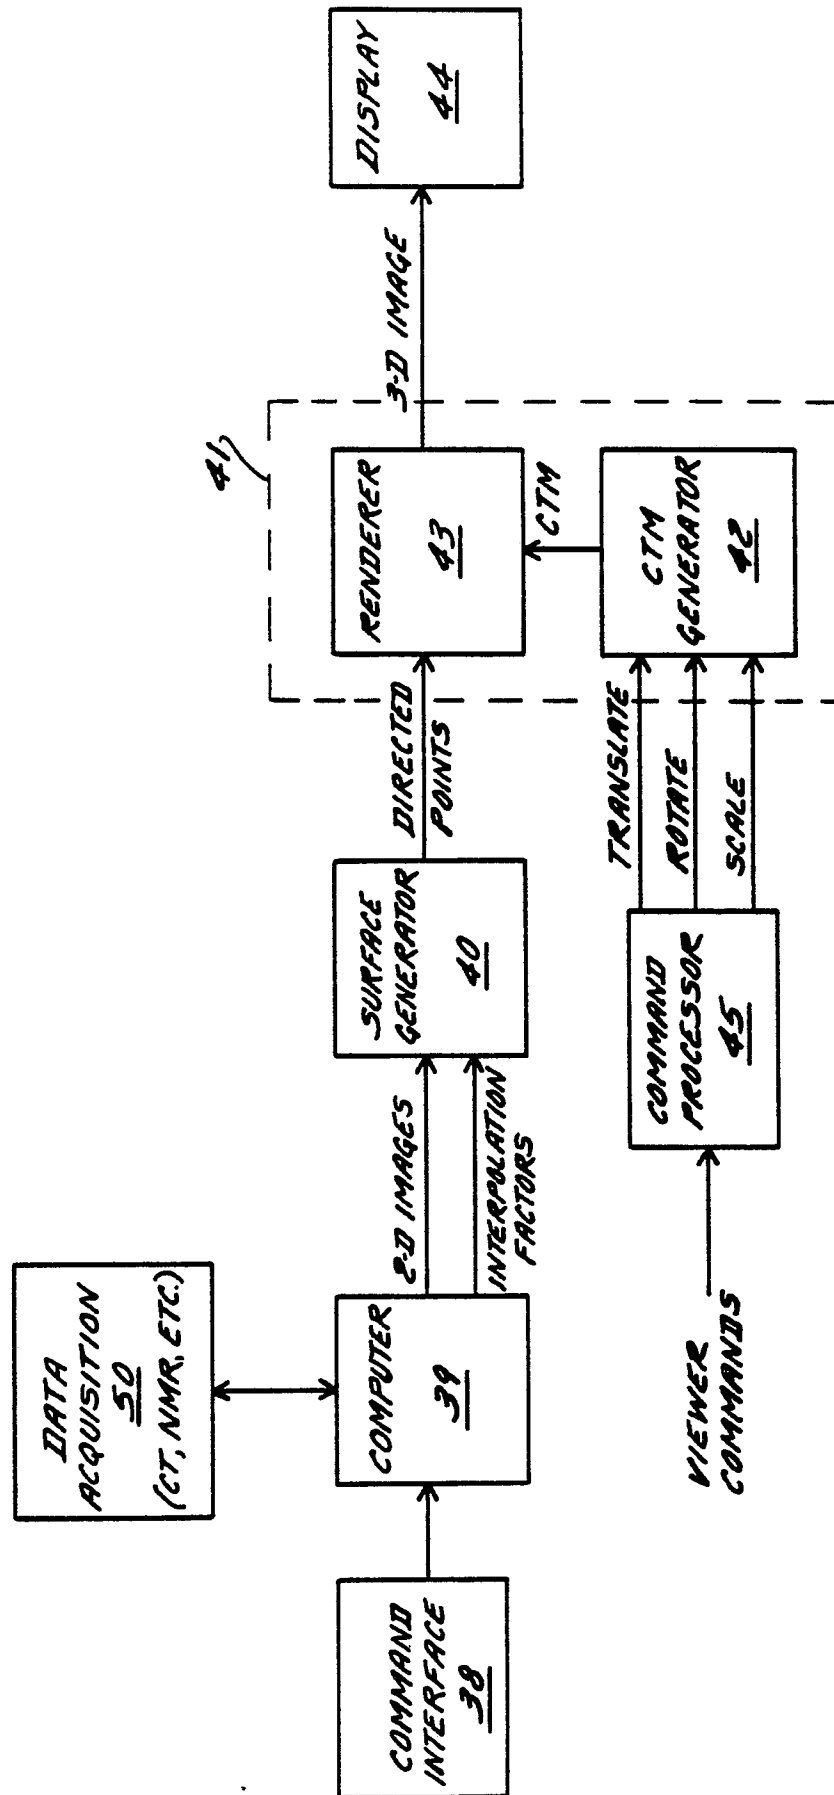 DATA
ACQUISITION
50
(CT, NMR, ETC.)
COMMAND
INTERFACE
38
COMPUTER
39
2-D IMAGES
INTERPOLATION
FACTORS
SURFACE
GENERATOR
40
DIRECTED
POINTS
41
RENDERER
43
3-D IMAGE
DISPLAY
44
CTM
CTM
GENERATOR
42
VIEWER
COMMANDS
COMMAND
PROCESSOR
45
TRANSLATE
ROTATE
SCALE